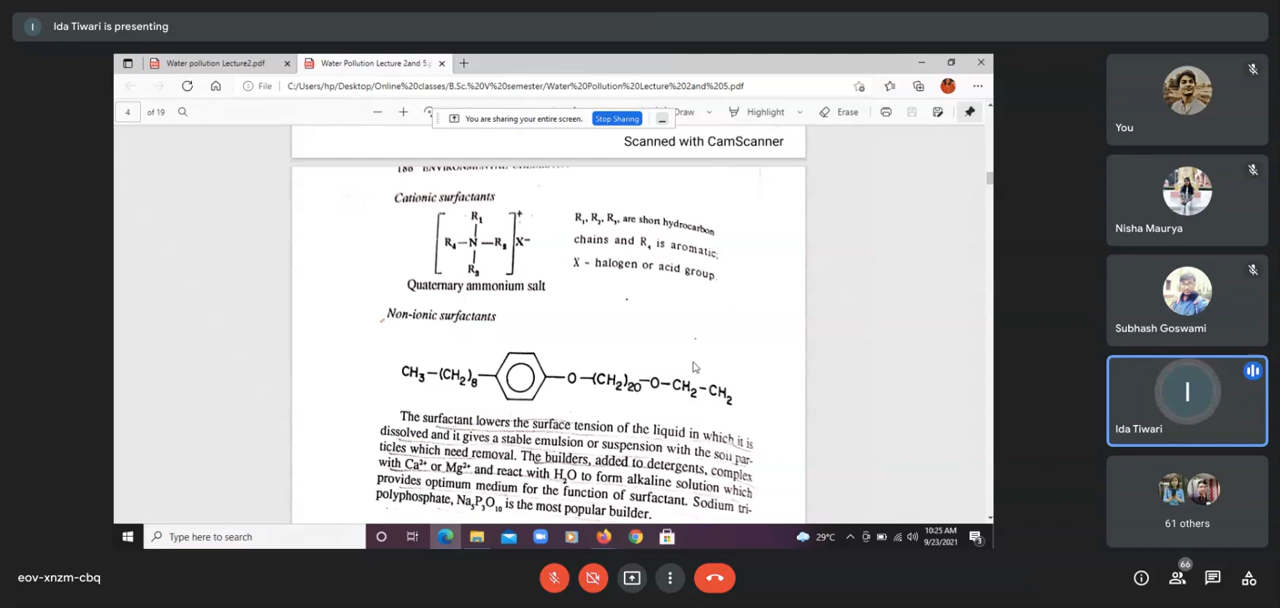 Ida Tiwari is presenting
Water pollution Lecture2.pdf
Water Pollution Lecture 2and 5.p
File
C:/Users/hp/Desktop/Online%20classes/B.Sc.%20V%20semester/Water%20Pollution%20Lecture%202and%205.pdf
4 of 19
You are sharing your entire screen.
Stop Sharing
Draw
Highlight
Erase
Scanned with CamScanner
Cationic surfactants
R₁
R₄—N—R₂ X⁻
+
R₃
R₁, R₂, R₃, are short hydrocarbon
chains and R₄ is aromatic;
X - halogen or acid group.
Quaternary ammonium salt
Non-ionic surfactants
CH₃—(CH₂)₈— —O—(CH₂)₂₀—O—CH₂—CH₂
The surfactant lowers the surface tension of the liquid in which it is
dissolved and it gives a stable emulsion or suspension with the soil par-
ticles which need removal. The builders, added to detergents, complex
with Ca²⁺ or Mg²⁺ and react with H₂O to form alkaline solution which
provides optimum medium for the function of surfactant. Sodium tri-
polyphosphate, Na₅P₃O₁₀ is the most popular builder.
Type here to search
29°C
10:25 AM
9/23/2021
3
You
Nisha Maurya
Subhash Goswami
I
Ida Tiwari
61 others
eov-xnzm-cbq
66